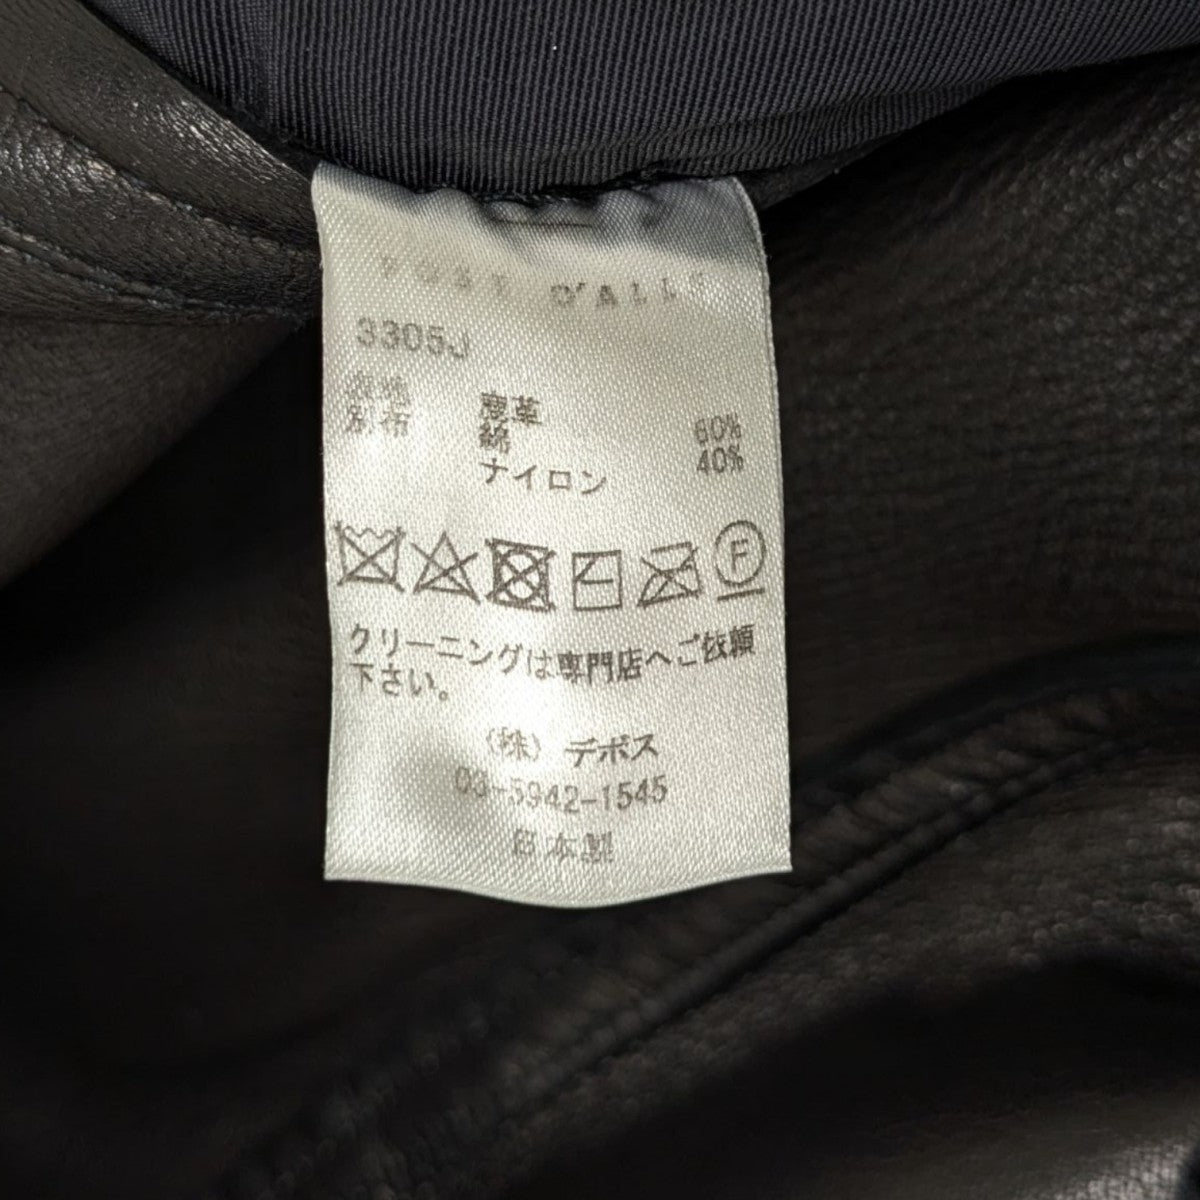 POST O'ALLS
3305J
表地 鹿革
別布 綿 60%
ナイロン 40%
F
クリーニングは専門店へご依頼
下さい。
(株) デポス
03-5942-1545
日本製